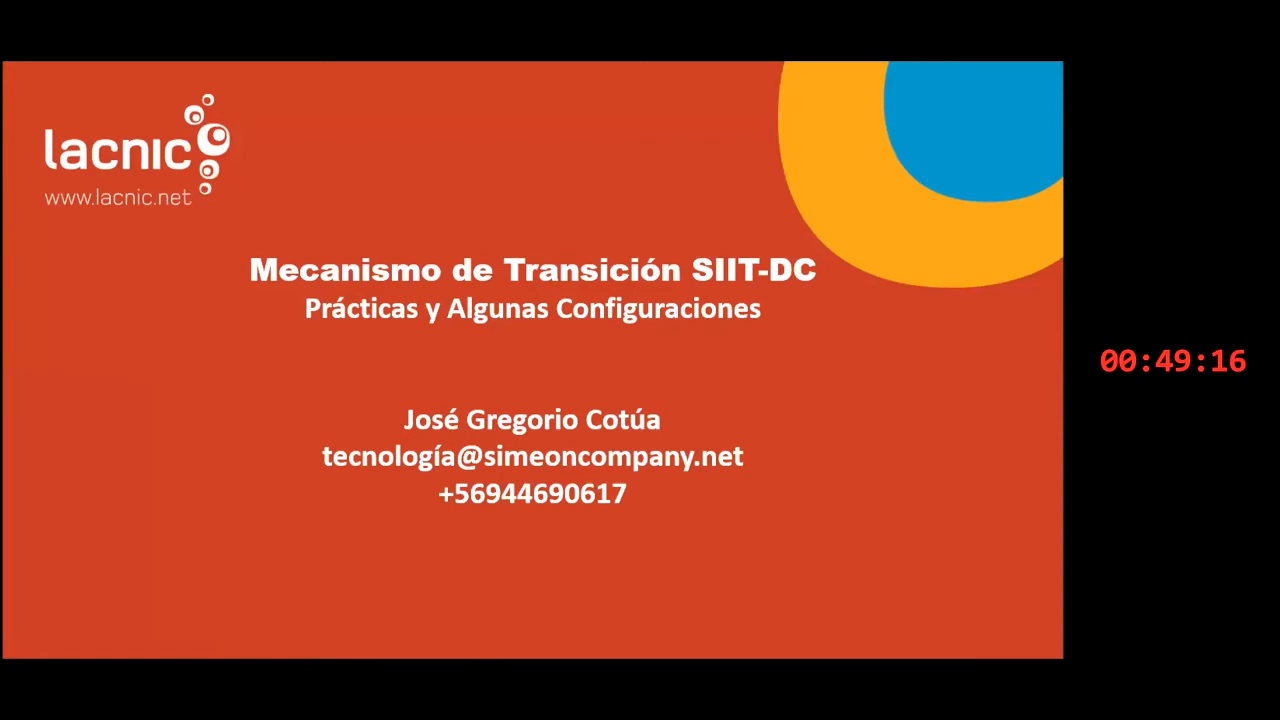 lacnic
www.lacnic.net
Mecanismo de Transición SIIT-DC
Prácticas y Algunas Configuraciones
José Gregorio Cotúa
tecnología@simeoncompany.net
+56944690617
00:49:16